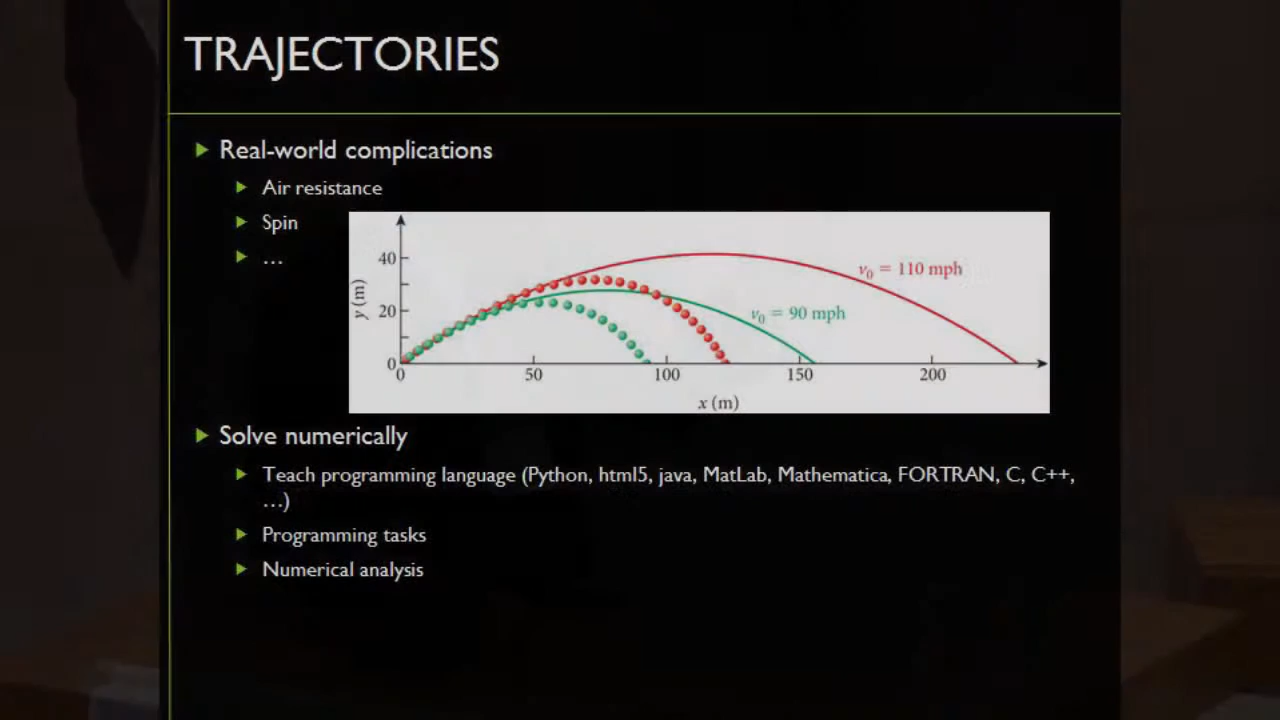 TRAJECTORIES
Real-world complications
Air resistance
Spin
...
y (m)
40
20
0
v₀ = 110 mph
v₀ = 90 mph
0 50 100 150 200
x (m)
Solve numerically
Teach programming language (Python, html5, java, MatLab, Mathematica, FORTRAN, C, C++,
...)
Programming tasks
Numerical analysis